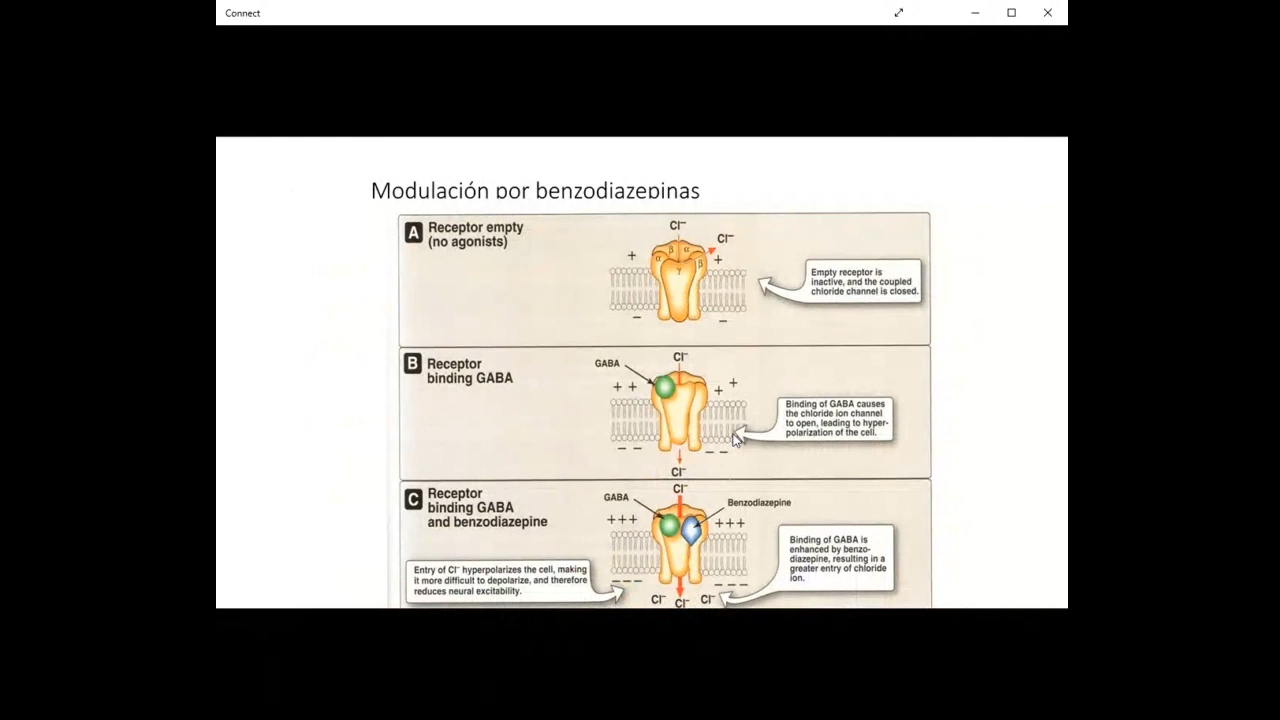 Connect
Modulación por benzodiazepinas
A Receptor empty
(no agonists)
Cl⁻
Cl⁻
+
+
β α
α β
γ
−
−
Empty receptor is
inactive, and the coupled
chloride channel is closed.
B Receptor
binding GABA
GABA
Cl⁻
+ +
+ +
− −
− −
Cl⁻
Binding of GABA causes
the chloride ion channel
to open, leading to hyper-
polarization of the cell.
C Receptor
binding GABA
and benzodiazepine
GABA
Cl⁻
Benzodiazepine
+++
+++
−−−
−−−
Cl⁻ Cl⁻ Cl⁻
Entry of Cl⁻ hyperpolarizes the cell, making
it more difficult to depolarize, and therefore
reduces neural excitability.
Binding of GABA is
enhanced by benzo-
diazepine, resulting in a
greater entry of chloride
ion.